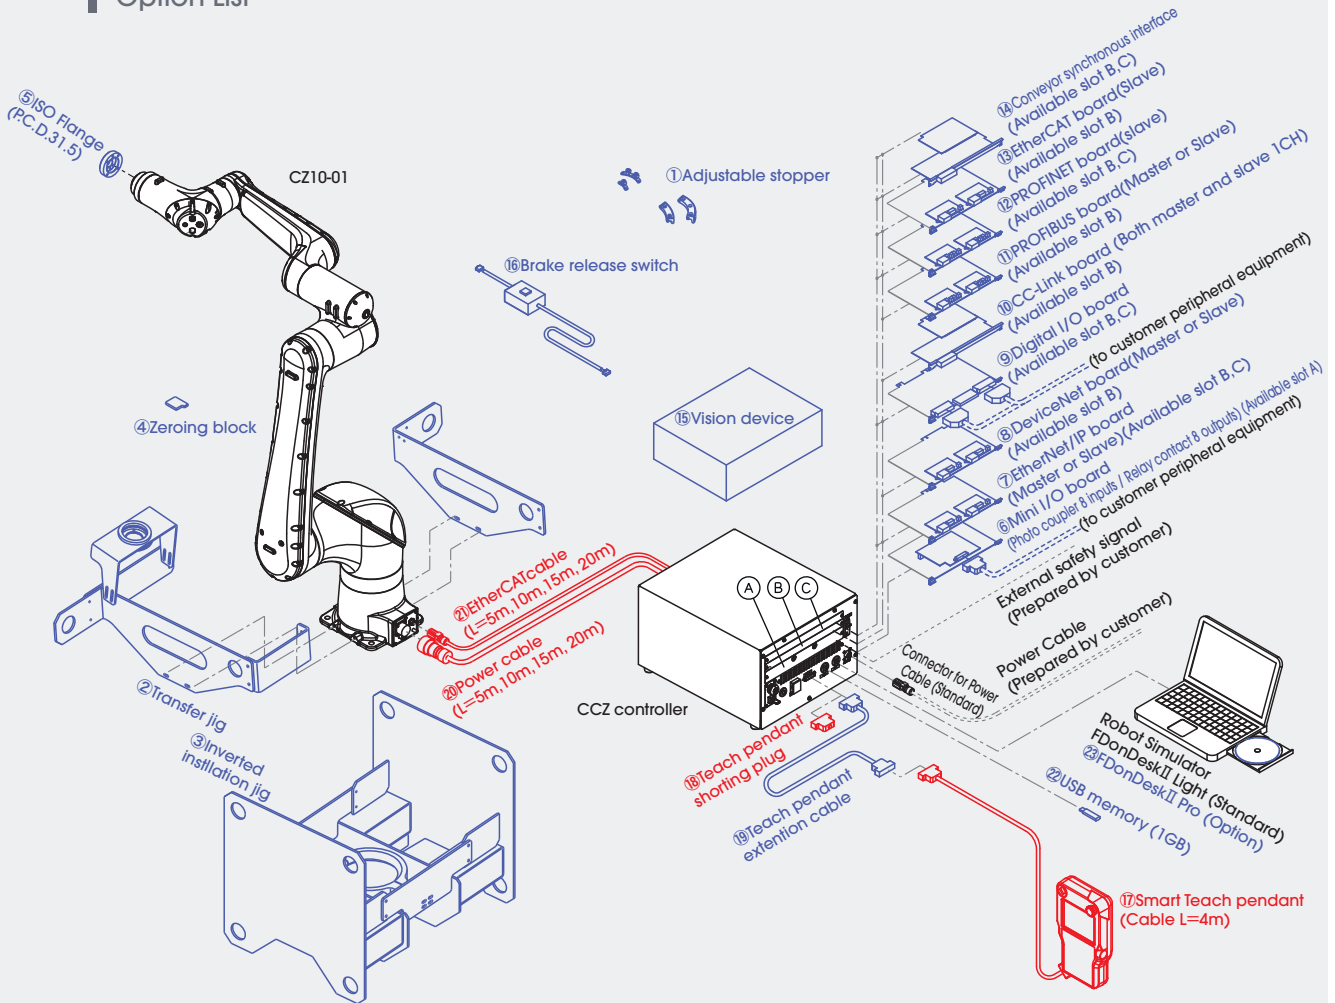 Option List
⑤ISO Flange
(P.C.D.31.5)
CZ10-01
①Adjustable stopper
⑯Brake release switch
④Zeroing block
⑮Vision device
⑭Conveyor synchronous interface
(Available slot B,C)
⑬EtherCAT board(Slave)
(Available slot B)
⑫PROFINET board(slave)
(Available slot B,C)
⑪PROFIBUS board(Master or Slave)
(Available slot B)
⑩CC-Link board (Both master and slave 1CH)
(Available slot B)
⑨Digital I/O board
(Available slot B,C)
(to customer peripheral equipment)
⑧DeviceNet board(Master or Slave)
(Available slot B)
⑦EtherNet/IP board
(Master or Slave)(Available slot B,C)
⑥Mini I/O board
(Photo coupler 8 inputs / Relay contact 8 outputs) (Available slot A)
(to customer peripheral equipment)
External safety signal
(Prepared by customer)
Power Cable
(Prepared by customer)
Connector for Power
Cable (Standard)
A
B
C
CCZ controller
㉑EtherCATcable
(L=5m,10m,15m, 20m)
⑳Power cable
(L=5m,10m,15m, 20m)
②Transfer jig
③Inverted
instllation jig
⑱Teach pendant
shorting plug
⑲Teach pendant
extention cable
Robot Simulator
FDonDeskⅡ Light (Standard)
㉓FDonDeskⅡ Pro (Option)
㉒USB memory (1GB)
⑰Smart Teach pendant
(Cable L=4m)